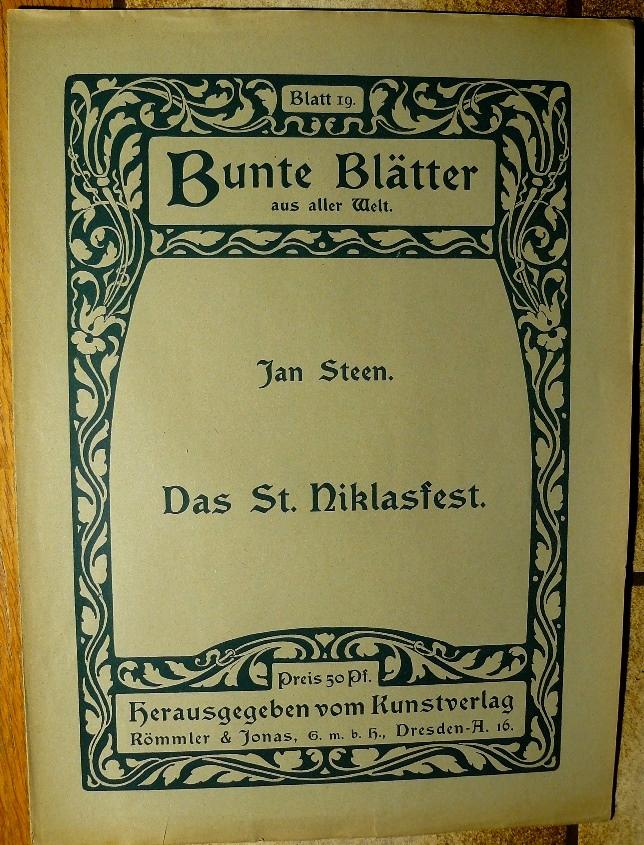 Blatt 19.
Bunte Blätter
aus aller Welt.
Jan Steen.
Das St. Niklasfest.
Preis 50 Pf.
Herausgegeben vom Kunstverlag
Römmler & Jonas, G. m. b. H., Dresden-A. 16.